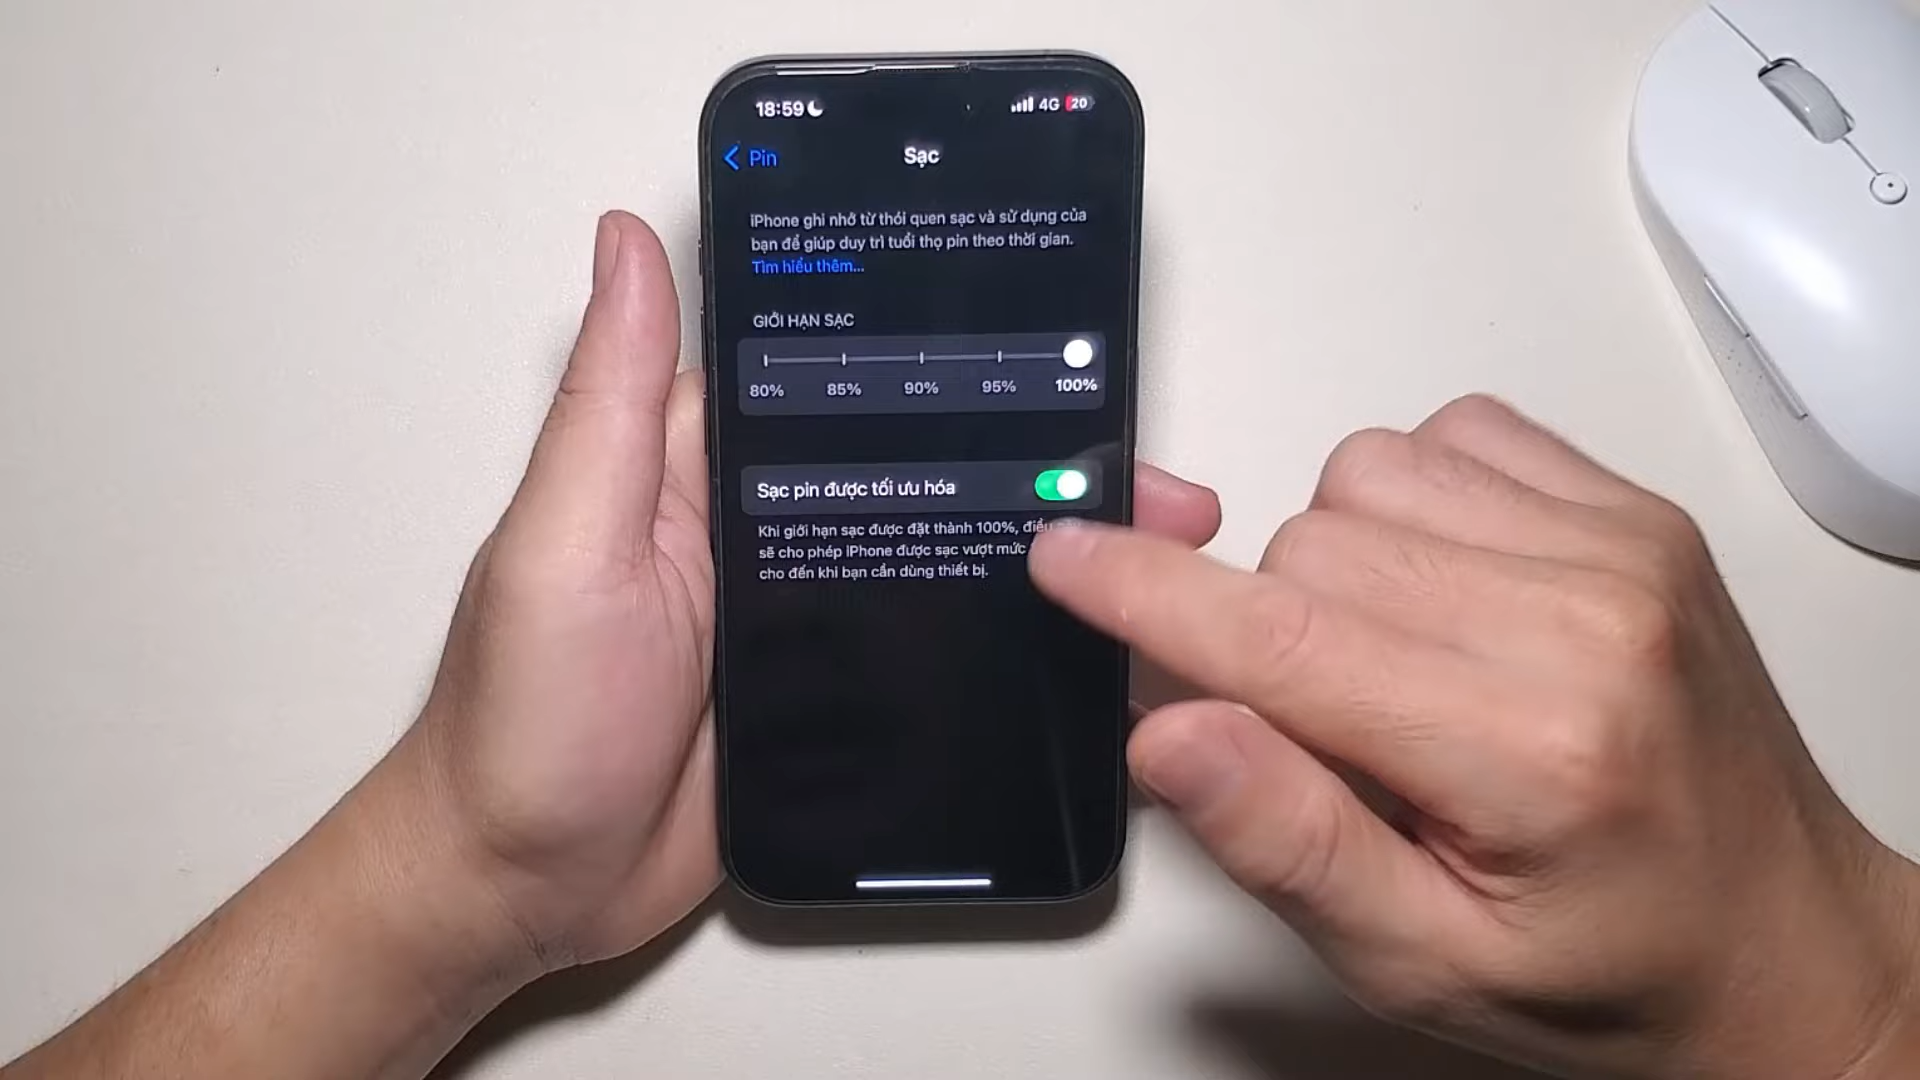 18:59 4G 20
Pin Sạc
iPhone ghi nhớ từ thói quen sạc và sử dụng của
bạn để giúp duy trì tuổi thọ pin theo thời gian.
Tìm hiểu thêm...
GIỚI HẠN SẠC
80% 85% 90% 95% 100%
Sạc pin được tối ưu hóa
Khi giới hạn sạc được đặt thành 100%, điều
sẽ cho phép iPhone được sạc vượt mức
cho đến khi bạn cần dùng thiết bị.